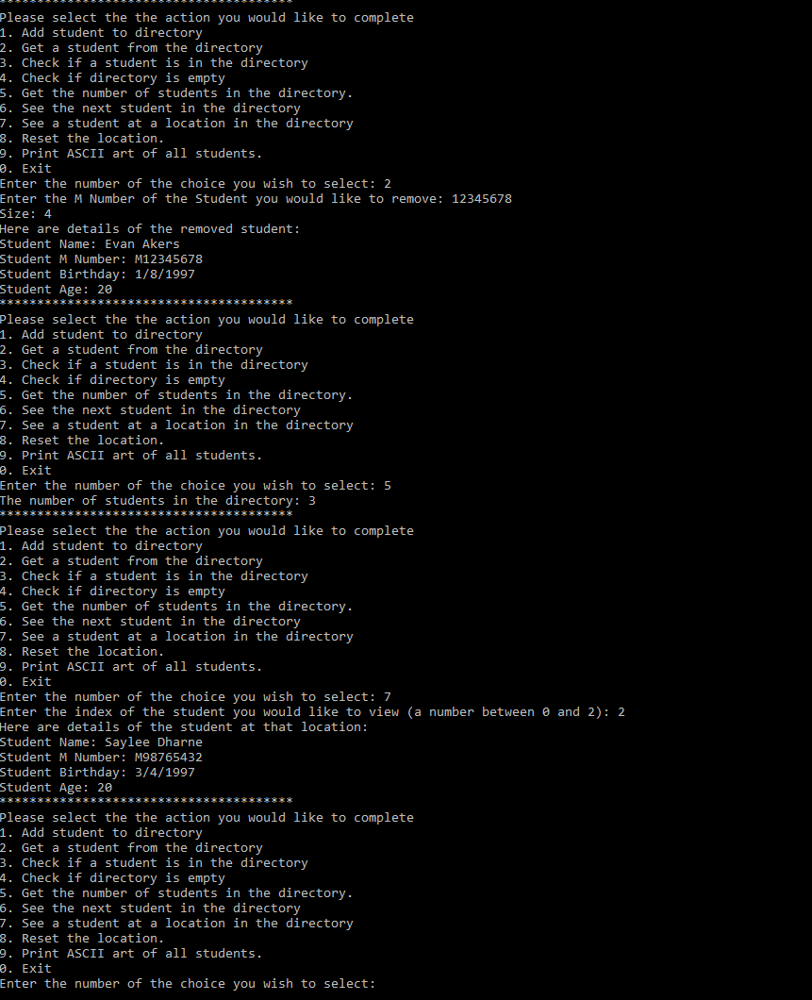 ***************************************
Please select the the action you would like to complete
1. Add student to directory
2. Get a student from the directory
3. Check if a student is in the directory
4. Check if directory is empty
5. Get the number of students in the directory.
6. See the next student in the directory
7. See a student at a location in the directory
8. Reset the location.
9. Print ASCII art of all students.
0. Exit
Enter the number of the choice you wish to select: 2
Enter the M Number of the Student you would like to remove: 12345678
Size: 4
Here are details of the removed student:
Student Name: Evan Akers
Student M Number: M12345678
Student Birthday: 1/8/1997
Student Age: 20
***************************************
Please select the the action you would like to complete
1. Add student to directory
2. Get a student from the directory
3. Check if a student is in the directory
4. Check if directory is empty
5. Get the number of students in the directory.
6. See the next student in the directory
7. See a student at a location in the directory
8. Reset the location.
9. Print ASCII art of all students.
0. Exit
Enter the number of the choice you wish to select: 5
The number of students in the directory: 3
***************************************
Please select the the action you would like to complete
1. Add student to directory
2. Get a student from the directory
3. Check if a student is in the directory
4. Check if directory is empty
5. Get the number of students in the directory.
6. See the next student in the directory
7. See a student at a location in the directory
8. Reset the location.
9. Print ASCII art of all students.
0. Exit
Enter the number of the choice you wish to select: 7
Enter the index of the student you would like to view (a number between 0 and 2): 2
Here are details of the student at that location:
Student Name: Saylee Dharne
Student M Number: M98765432
Student Birthday: 3/4/1997
Student Age: 20
***************************************
Please select the the action you would like to complete
1. Add student to directory
2. Get a student from the directory
3. Check if a student is in the directory
4. Check if directory is empty
5. Get the number of students in the directory.
6. See the next student in the directory
7. See a student at a location in the directory
8. Reset the location.
9. Print ASCII art of all students.
0. Exit
Enter the number of the choice you wish to select: